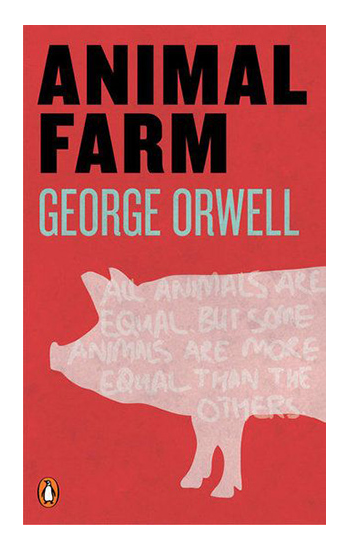 ANIMAL
FARM
GEORGE ORWELL
ALL ANIMALS ARE
EQUAL BUT SOME
ANIMALS ARE MORE
EQUAL THAN THE
OTHERS